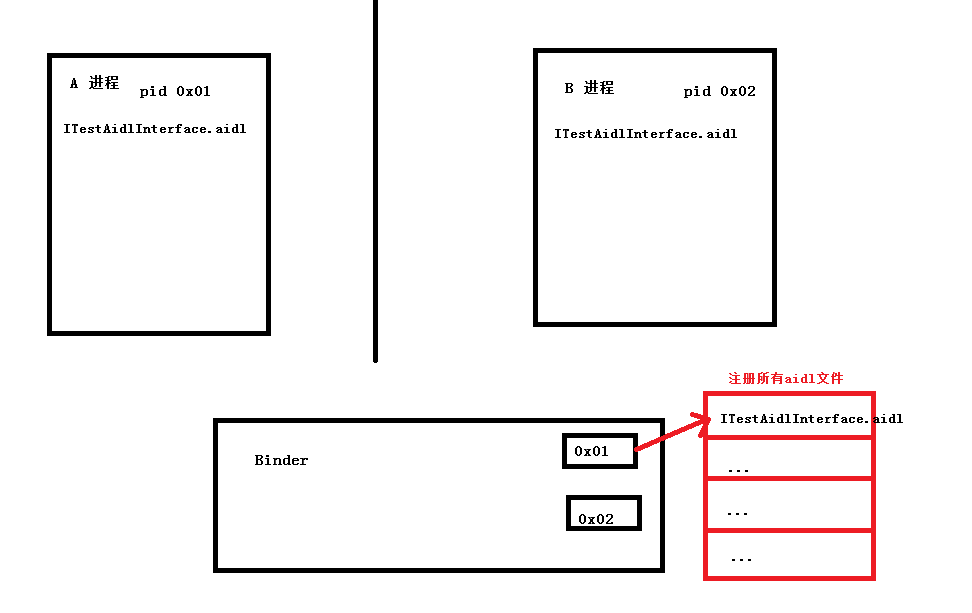 A 进程 pid 0x01
ITestAidlInterface.aidl
B 进程 pid 0x02
ITestAidlInterface.aidl
注册所有aidl文件
ITestAidlInterface.aidl
...
...
...
Binder
0x01
0x02